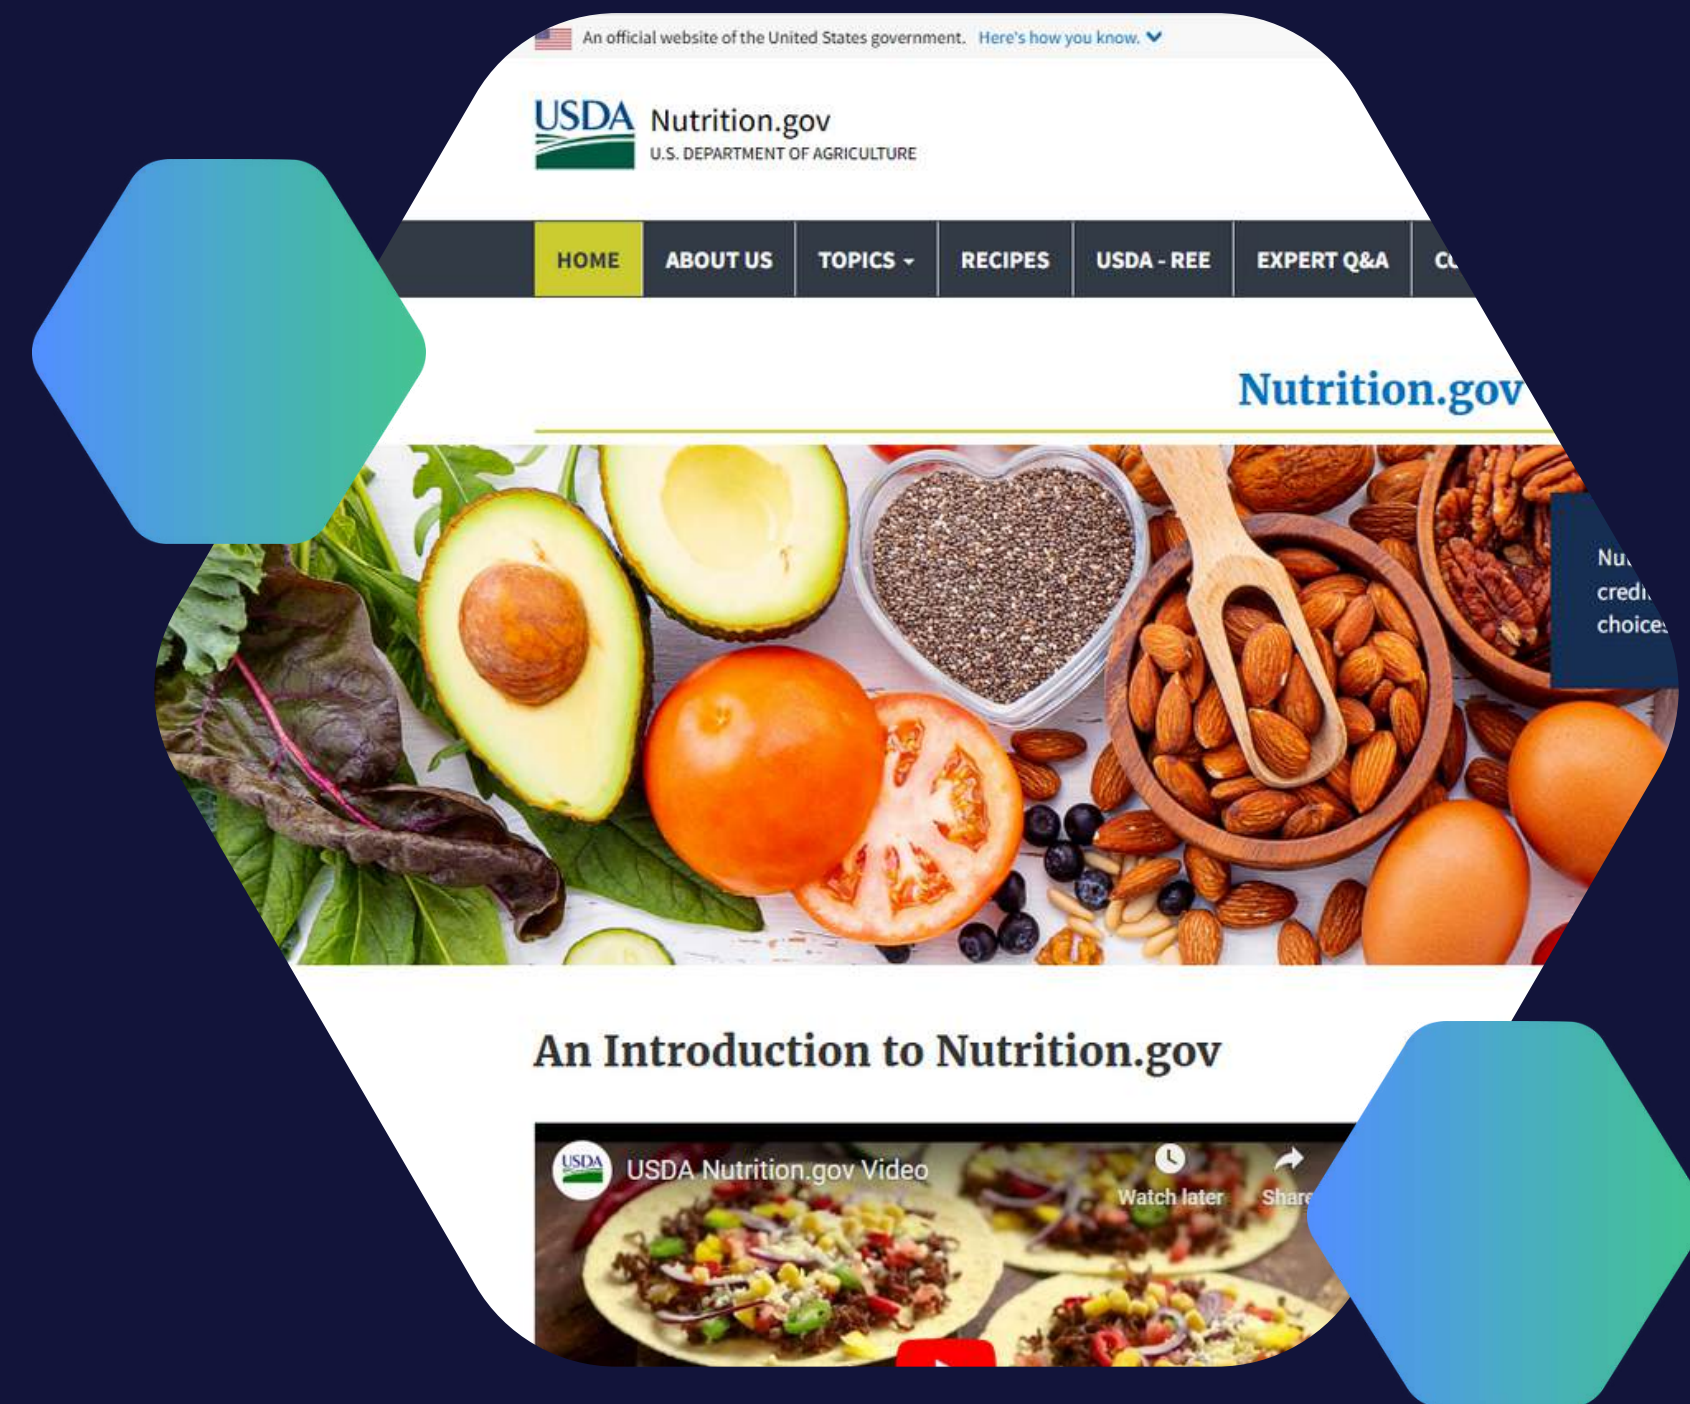 An official website of the United States government. Here's how you know.
USDA
Nutrition.gov
U.S. DEPARTMENT OF AGRICULTURE
HOME ABOUT US TOPICS RECIPES USDA - REE EXPERT Q&A
Nutrition.gov
choices
An Introduction to Nutrition.gov
USDA
USDA Nutrition.gov Video
Watch later
Share